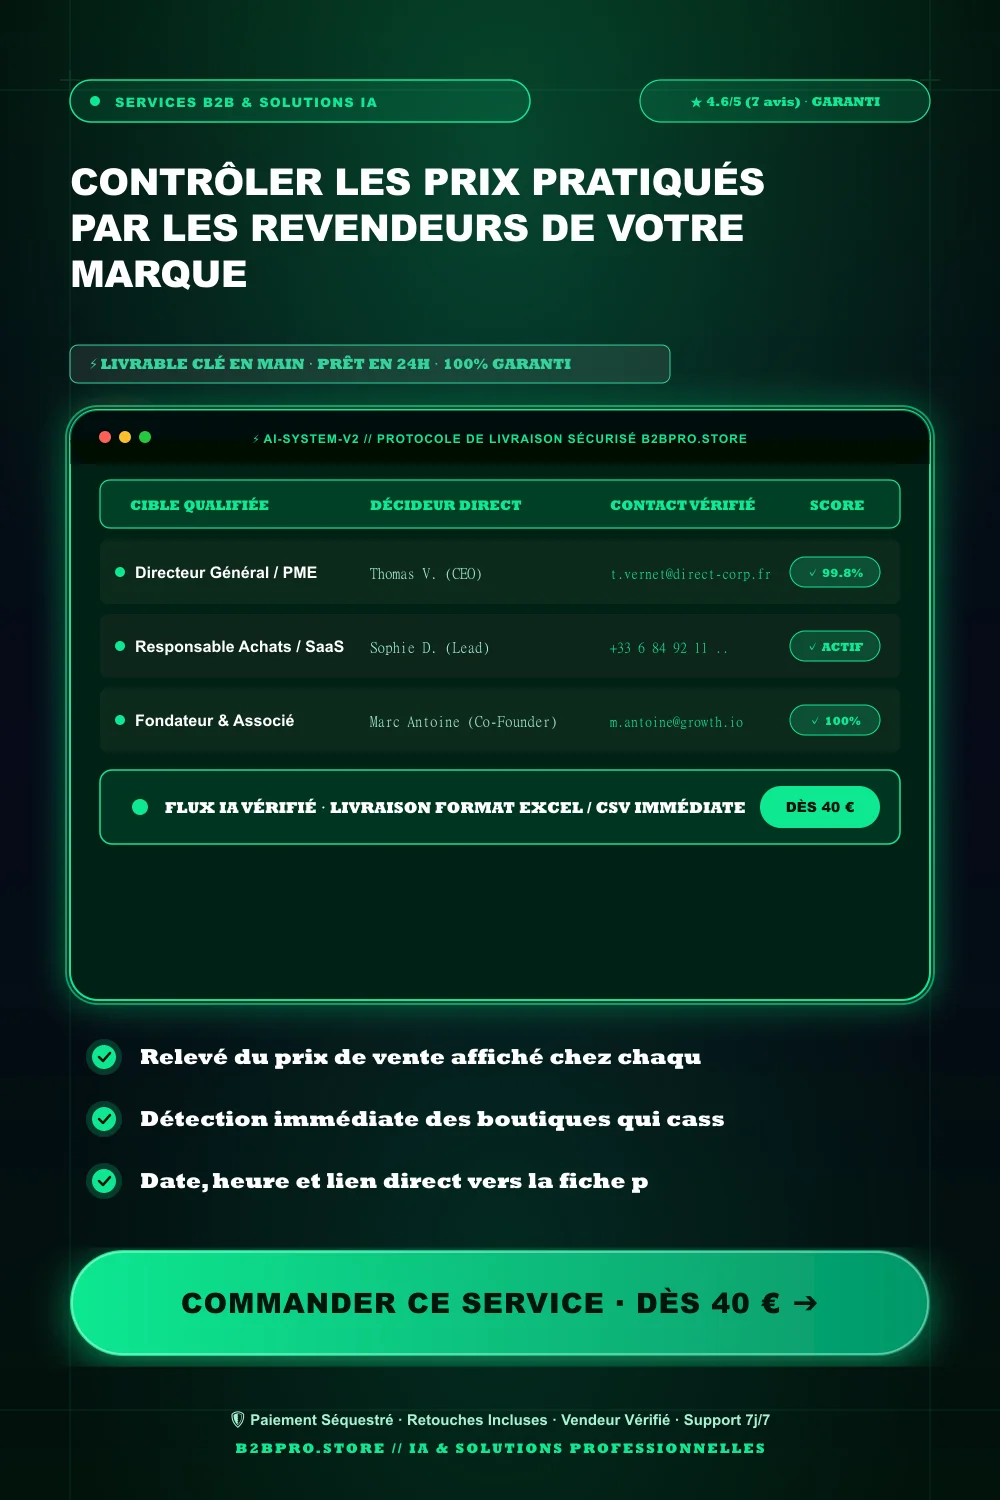 SERVICES B2B & SOLUTIONS IA
★ 4.6/5 (7 avis) · GARANTI
CONTRÔLER LES PRIX PRATIQUÉS
PAR LES REVENDEURS DE VOTRE
MARQUE
⚡ LIVRABLE CLÉ EN MAIN · PRÊT EN 24H · 100% GARANTI
⚡ AI-SYSTEM-V2 // PROTOCOLE DE LIVRAISON SÉCURISÉ B2BPRO.STORE
CIBLE QUALIFIÉE DÉCIDEUR DIRECT CONTACT VÉRIFIÉ SCORE
Directeur Général / PME Thomas V. (CEO) t.vernet@direct-corp.fr ✓ 99.8%
Responsable Achats / SaaS Sophie D. (Lead) +33 6 84 92 11 .. ✓ ACTIF
Fondateur & Associé Marc Antoine (Co-Founder) m.antoine@growth.io ✓ 100%
FLUX IA VÉRIFIÉ · LIVRAISON FORMAT EXCEL / CSV IMMÉDIATE DÈS 40 €
Relevé du prix de vente affiché chez chaqu
Détection immédiate des boutiques qui cass
Date, heure et lien direct vers la fiche p
COMMANDER CE SERVICE · DÈS 40 € →
🛡 Paiement Séquestré · Retouches Incluses · Vendeur Vérifié · Support 7j/7
B2BPRO.STORE // IA & SOLUTIONS PROFESSIONNELLES